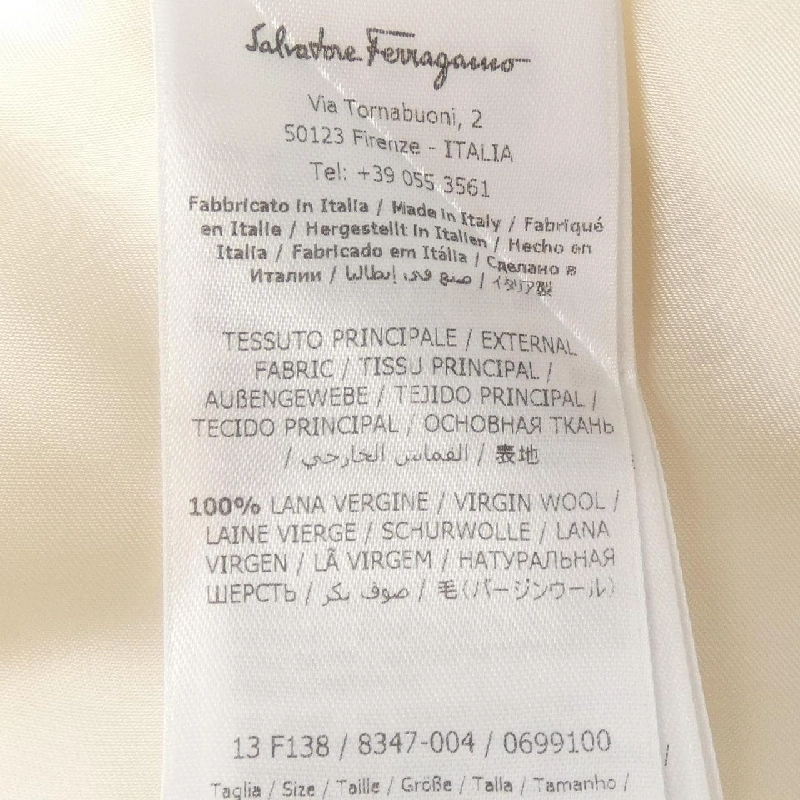 Salvatore Ferragamo
Via Tornabuoni, 2
50123 Firenze - ITALIA
Tel: +39 055 3561
Fabbricato in Italia / Made in Italy / Fabriqué
en Italie / Hergestellt in Italien / Hecho en
Italia / Fabricado em Itália / Сделано в
Италии / صنع في إيطاليا / イタリア製
TESSUTO PRINCIPALE / EXTERNAL
FABRIC / TISSU PRINCIPAL /
AUßENGEWEBE / TEJIDO PRINCIPAL /
TECIDO PRINCIPAL / ОСНОВНАЯ ТКАНЬ
/ القماش الخارجي / 表地
100% LANA VERGINE / VIRGIN WOOL /
LAINE VIERGE / SCHURWOLLE / LANA
VIRGEN / LÃ VIRGEM / НАТУРАЛЬНАЯ
ШЕРСТЬ / صوف بكر / 毛(バージンウール)
13 F138 / 8347-004 / 0699100
Taglia / Size / Taille / Größe / Talla / Tamanho /